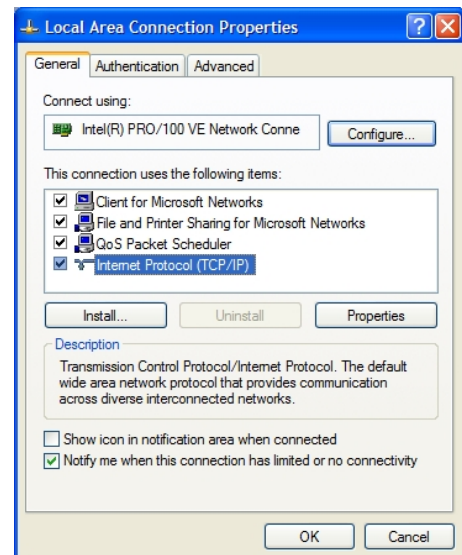 Local Area Connection Properties
General Authentication Advanced
Connect using:
Intel(R) PRO/100 VE Network Conne Configure...
This connection uses the following items:
Client for Microsoft Networks
File and Printer Sharing for Microsoft Networks
QoS Packet Scheduler
Internet Protocol (TCP/IP)
Install... Uninstall Properties
Description
Transmission Control Protocol/Internet Protocol. The default
wide area network protocol that provides communication
across diverse interconnected networks.
Show icon in notification area when connected
Notify me when this connection has limited or no connectivity
OK Cancel